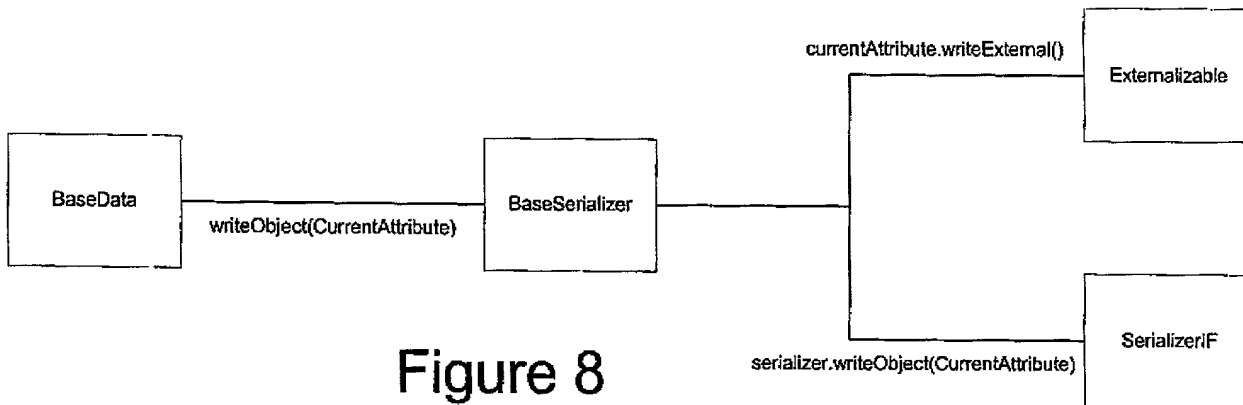 currentAttribute.writeExternal()
Externalizable
BaseData
writeObject(CurrentAttribute)
BaseSerializer
serializer.writeObject(CurrentAttribute)
SerializerIF
Figure 8